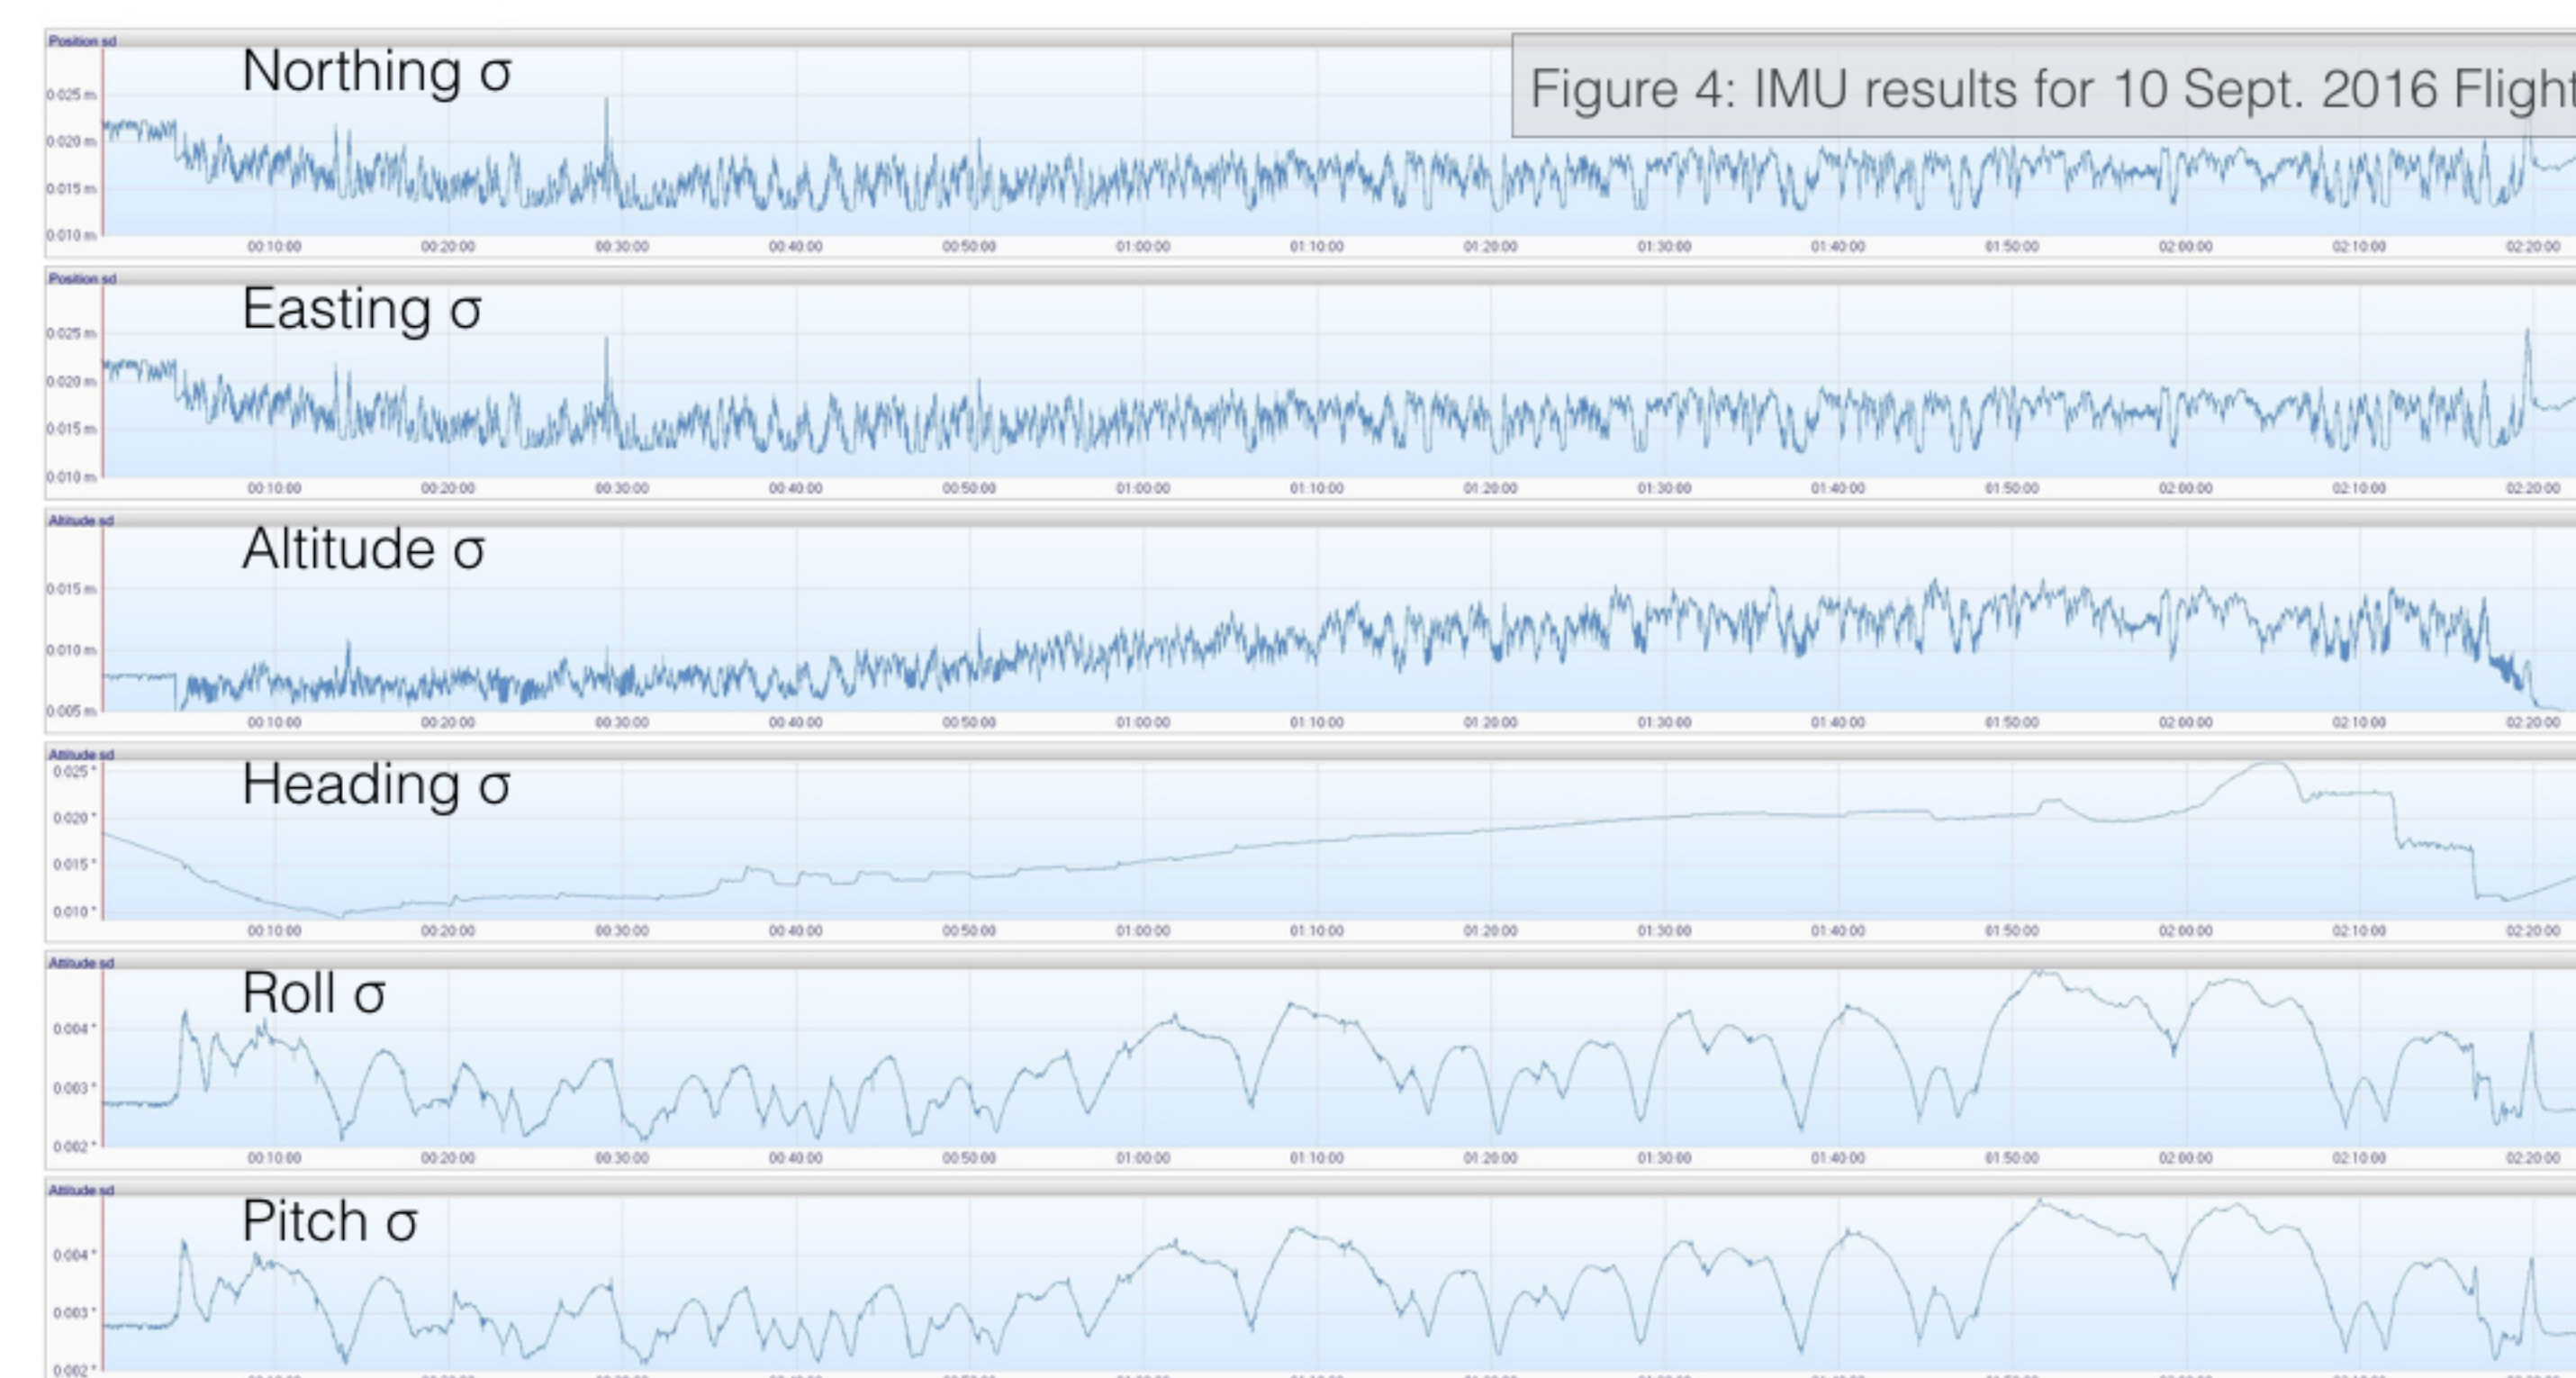 Position sd
Northing σ
Figure 4: IMU results for 10 Sept. 2016 Flight
0.025 m
0.020 m
0.015 m
0.010 m
00:10:00 00:20:00 00:30:00 00:40:00 00:50:00 01:00:00 01:10:00 01:20:00 01:30:00 01:40:00 01:50:00 02:00:00 02:10:00 02:20:00
Position sd
Easting σ
0.025 m
0.020 m
0.015 m
0.010 m
00:10:00 00:20:00 00:30:00 00:40:00 00:50:00 01:00:00 01:10:00 01:20:00 01:30:00 01:40:00 01:50:00 02:00:00 02:10:00 02:20:00
Altitude sd
Altitude σ
0.015 m
0.010 m
0.005 m
00:10:00 00:20:00 00:30:00 00:40:00 00:50:00 01:00:00 01:10:00 01:20:00 01:30:00 01:40:00 01:50:00 02:00:00 02:10:00 02:20:00
Attitude sd
Heading σ
0.025 °
0.020 °
0.015 °
0.010 °
00:10:00 00:20:00 00:30:00 00:40:00 00:50:00 01:00:00 01:10:00 01:20:00 01:30:00 01:40:00 01:50:00 02:00:00 02:10:00 02:20:00
Attitude sd
Roll σ
0.004 °
0.003 °
0.002 °
00:10:00 00:20:00 00:30:00 00:40:00 00:50:00 01:00:00 01:10:00 01:20:00 01:30:00 01:40:00 01:50:00 02:00:00 02:10:00 02:20:00
Attitude sd
Pitch σ
0.004 °
0.003 °
0.002 °